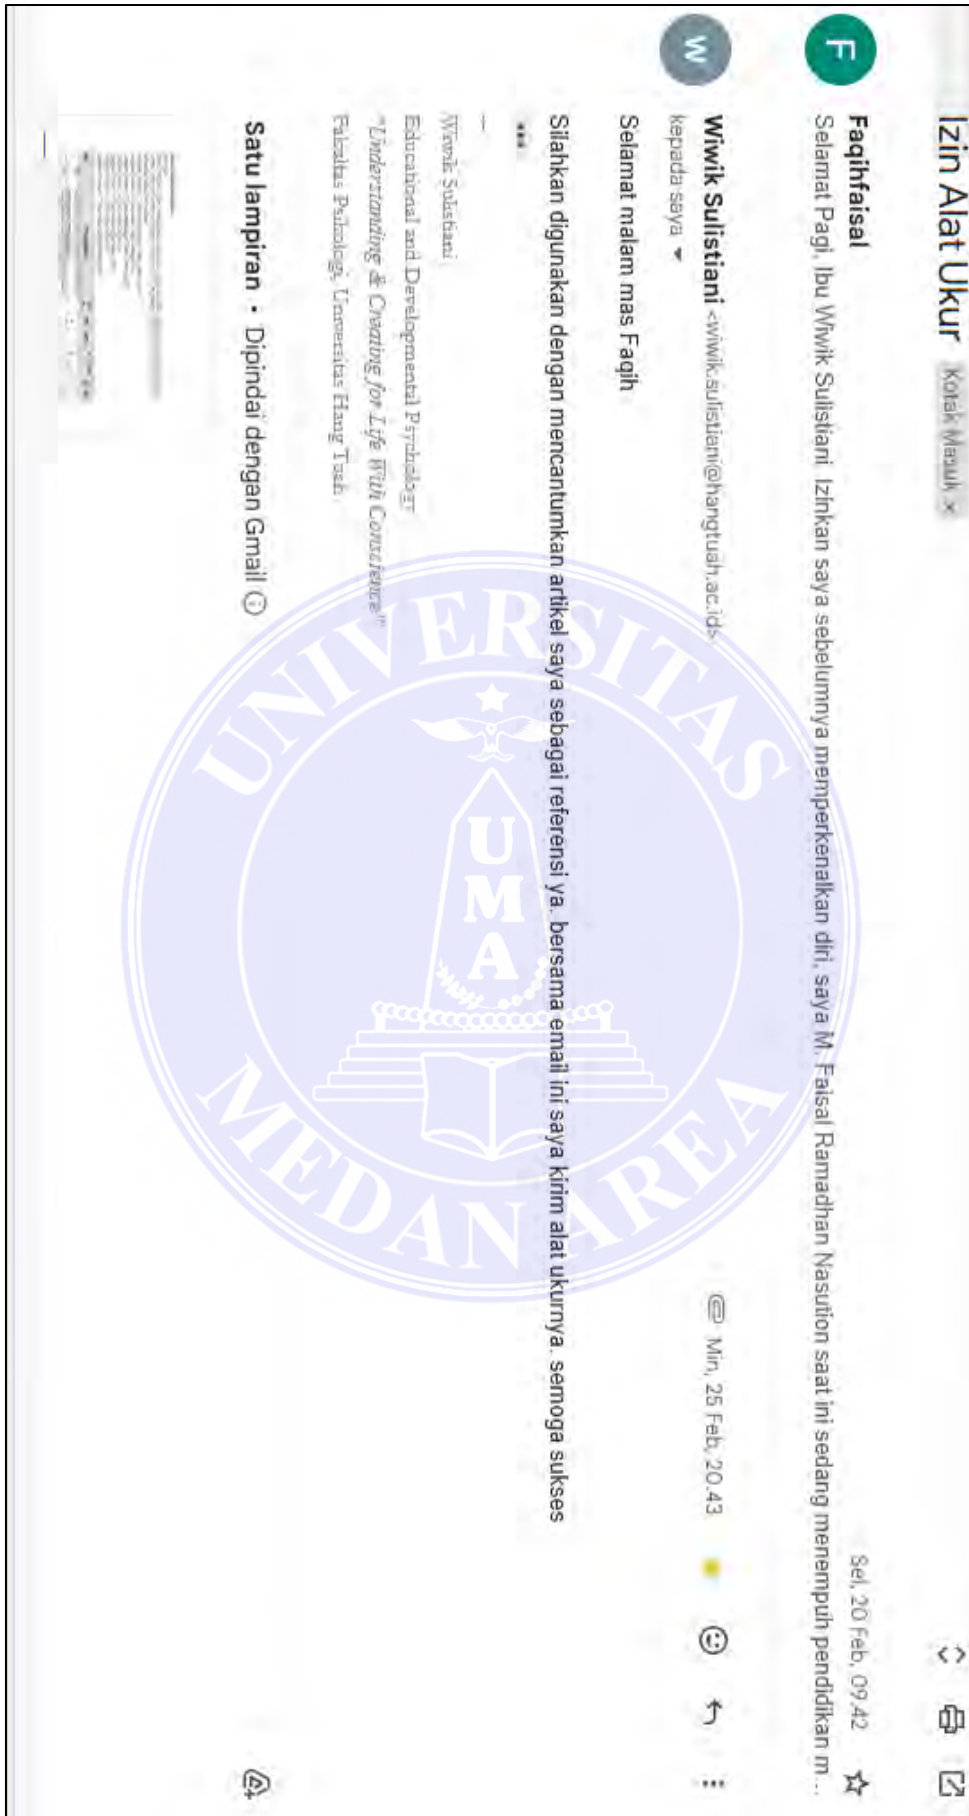 Izin Alat Ukur Kotak Masuk ×
F
Faqihfaisal
Sel, 20 Feb, 09.42
Selamat Pagi, Ibu Wiwik Sulistiani Izinkan saya sebelumnya memperkenalkan diri, saya M. Faisal Ramadhan Nasution saat ini sedang menempuh pendidikan m...
W
Wiwik Sulistiani <wiwik.sulistiani@hangtuah.ac.id>
Min, 25 Feb, 20.43
kepada saya
Selamat malam mas Faqih
Silahkan digunakan dengan mencantumkan artikel saya sebagai referensi ya. bersama email ini saya kirim alat ukurnya. semoga sukses
...
--
Wiwik Sulistiani
Educational and Developmental Psychology
"Understanding & Creating for Life With Conscience"
Fakultas Psikologi, Universitas Hang Tuah
Satu lampiran • Dipindai dengan Gmail
UNIVERSITAS
UMA
MEDAN AREA